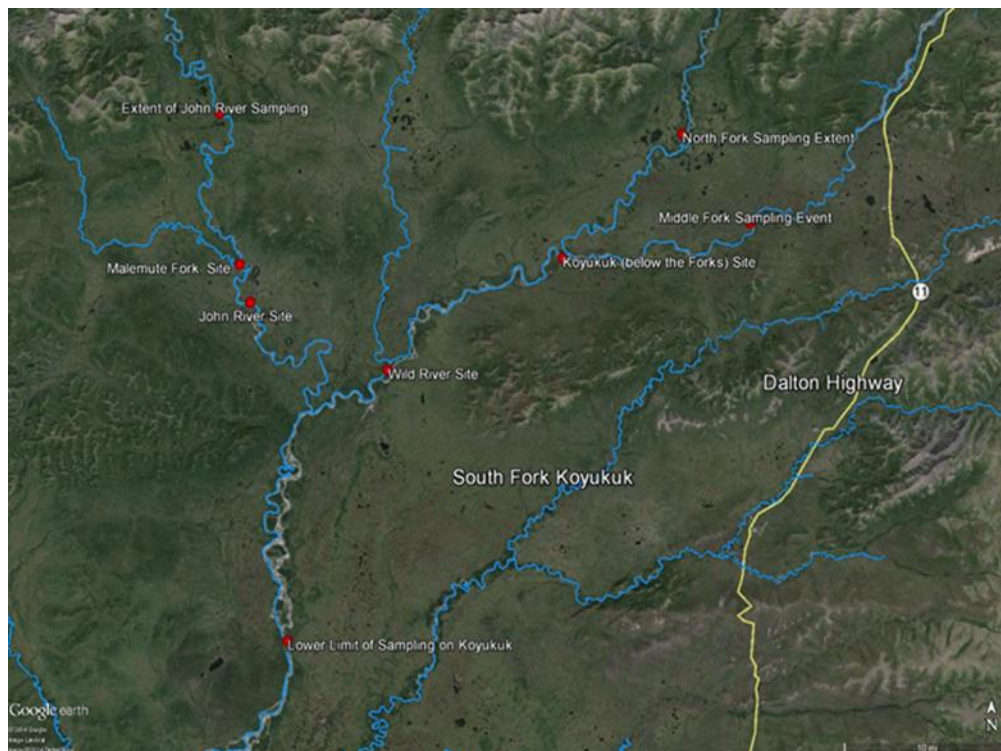 Extent of John River Sampling
North Fork Sampling Extent
Middle Fork Sampling Event
Malemute Fork  Site
Koyukuk (below the Forks) Site
11
John River Site
Wild River Site
Dalton Highway
South Fork Koyukuk
Lower Limit of Sampling on Koyukuk
Google earth
N